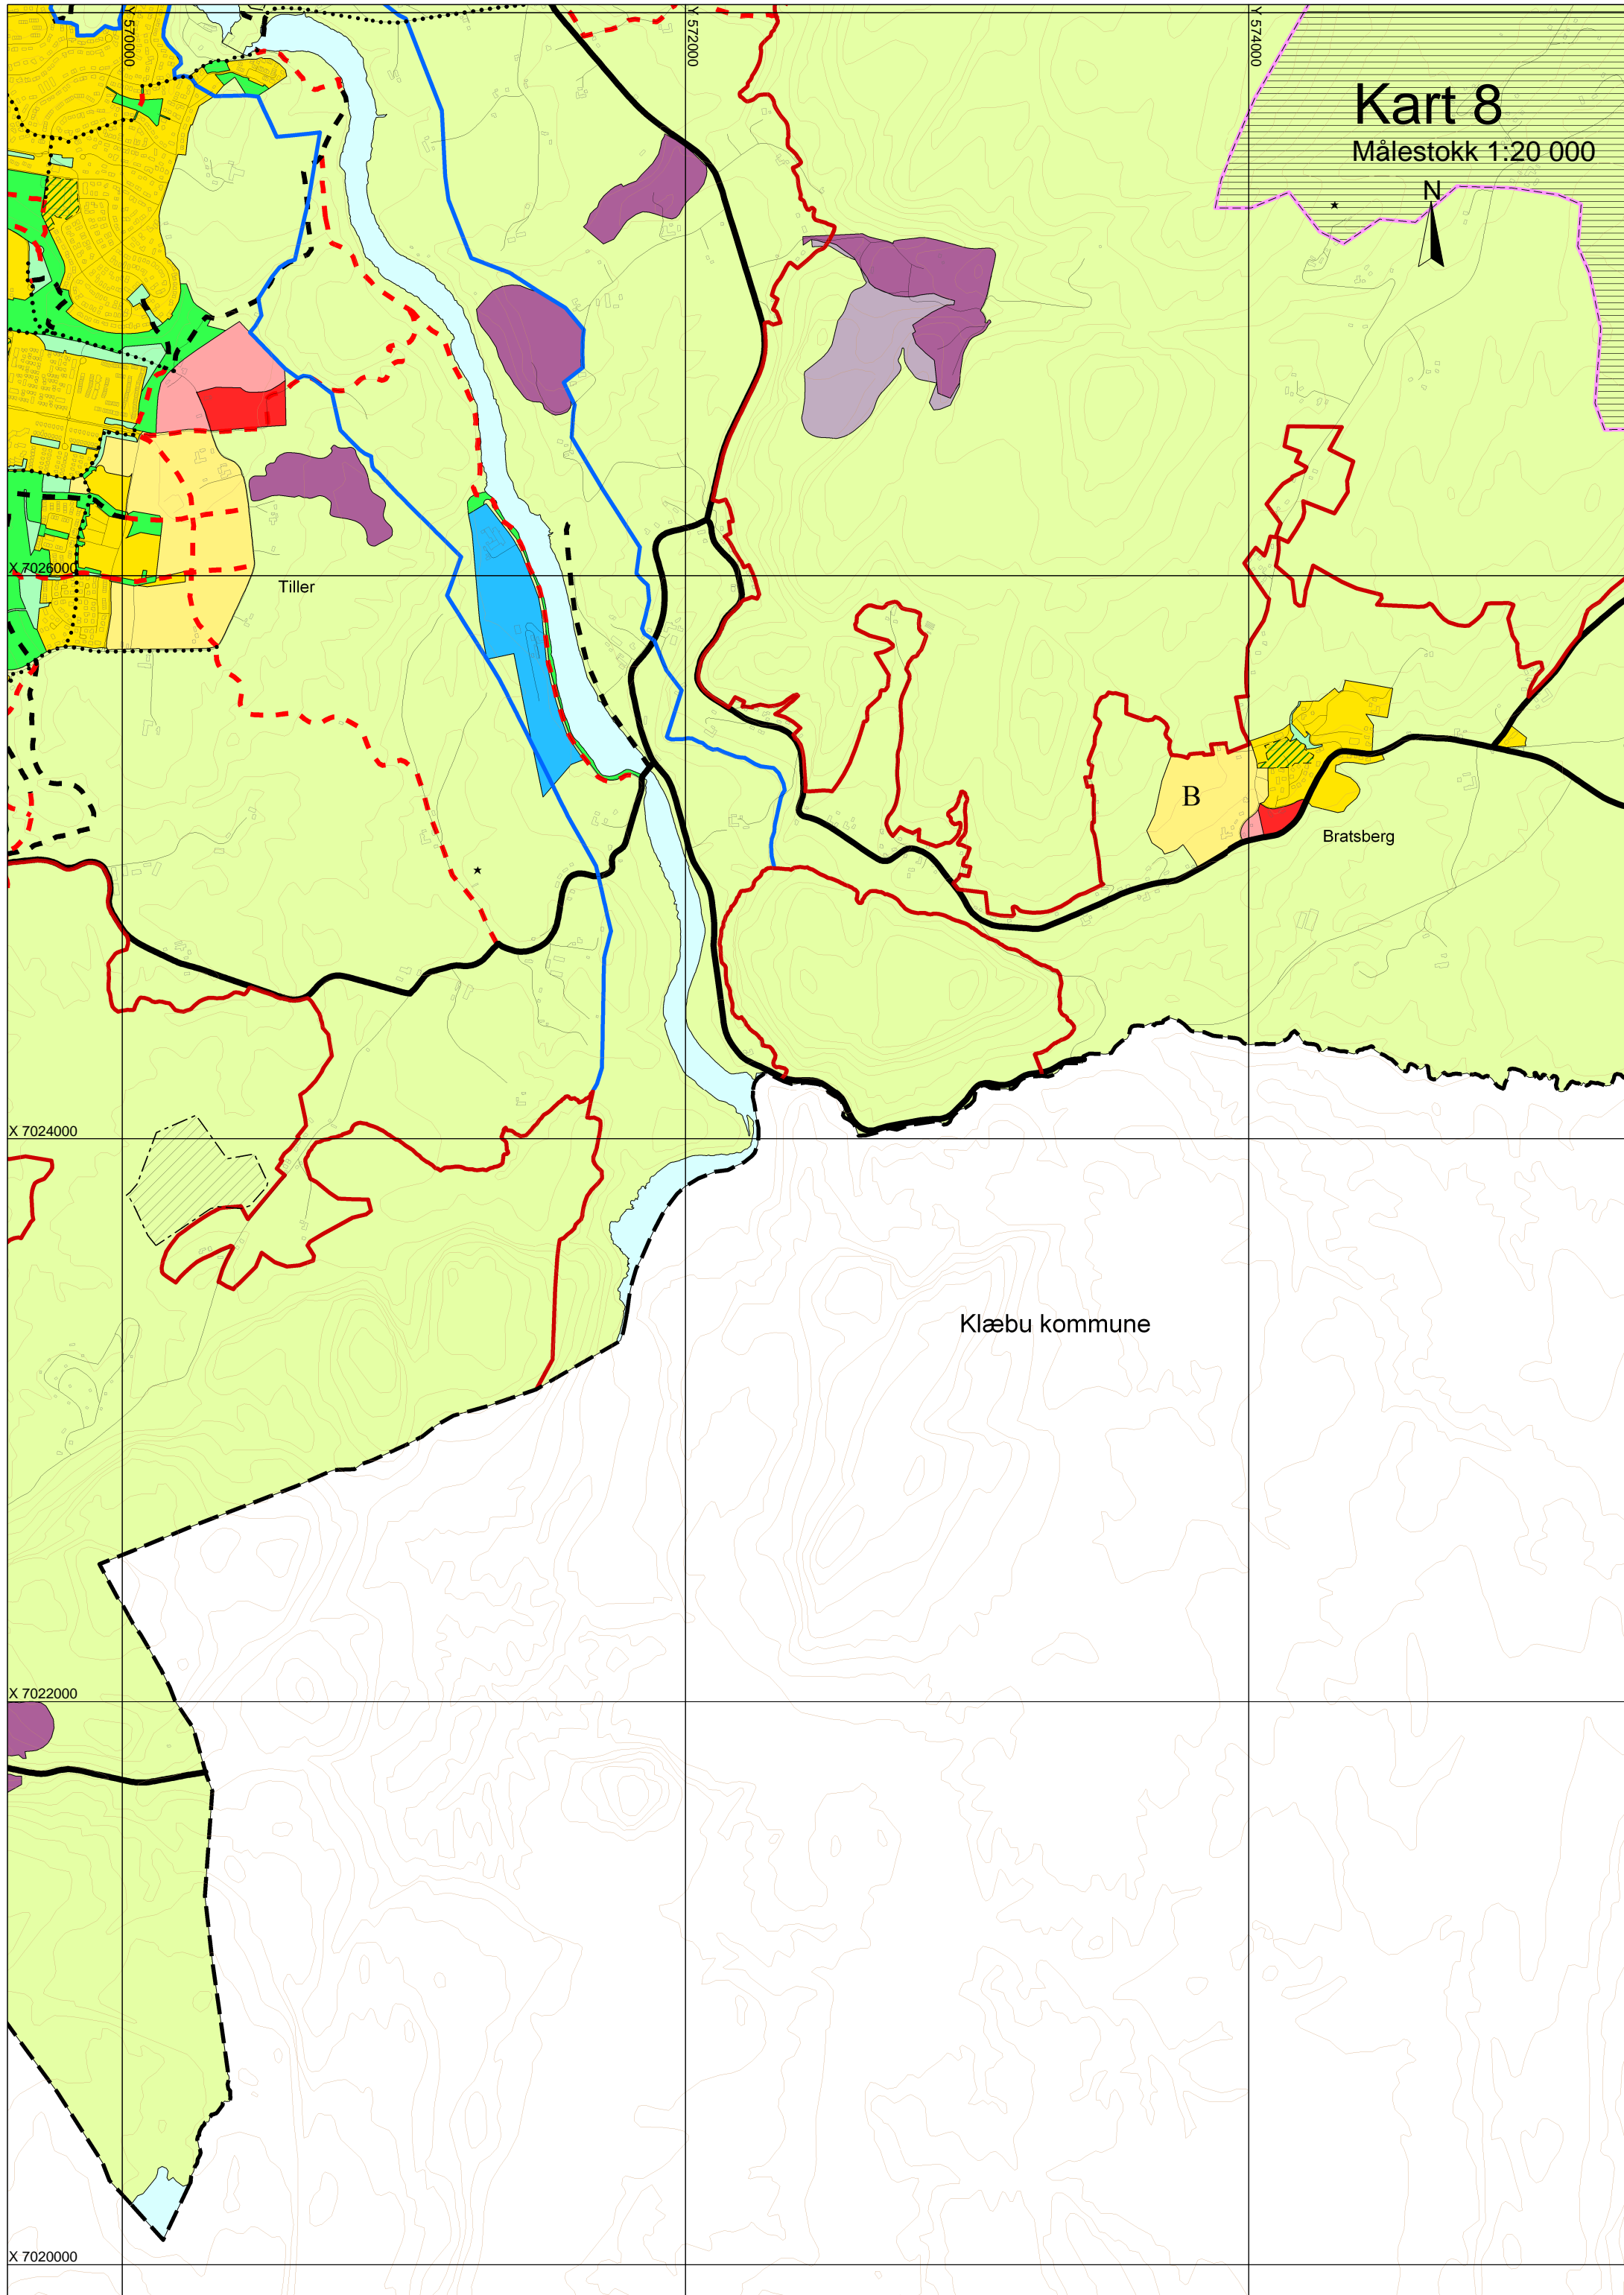 Y 570000
Y 572000
Y 574000
Kart 8
Målestokk 1:20 000
N
X 7026000
Tiller
B
Bratsberg
X 7024000
Klæbu kommune
X 7022000
X 7020000